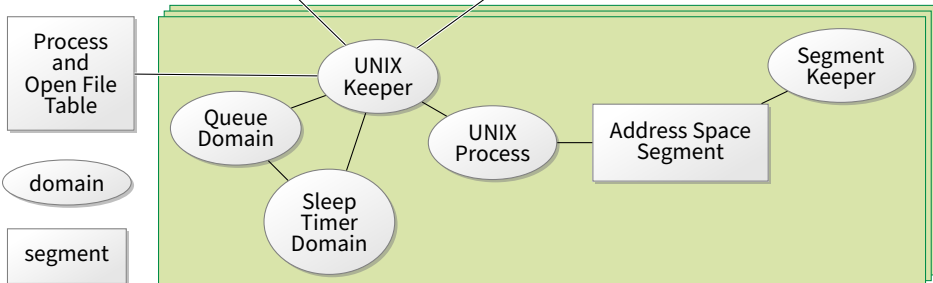 Process
and
Open File
Table
UNIX
Keeper
Segment
Keeper
Queue
Domain
UNIX
Process
Address Space
Segment
domain
Sleep
Timer
Domain
segment